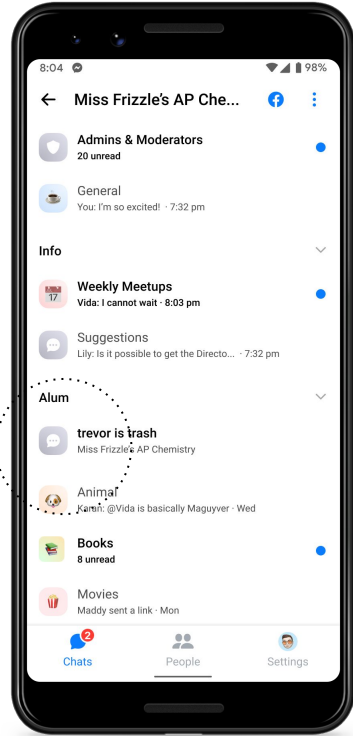 8:04 98%
Miss Frizzle's AP Che...
Admins & Moderators
20 unread
General
You: I'm so excited! · 7:32 pm
Info
17
Weekly Meetups
Vida: I cannot wait · 8:03 pm
Suggestions
Lily: Is it possible to get the Directo... · 7:32 pm
Alum
trevor is trash
Miss Frizzle's AP Chemistry
Animal
Karan: @Vida is basically Maguyver · Wed
Books
8 unread
Movies
Maddy sent a link · Mon
2
Chats People Settings